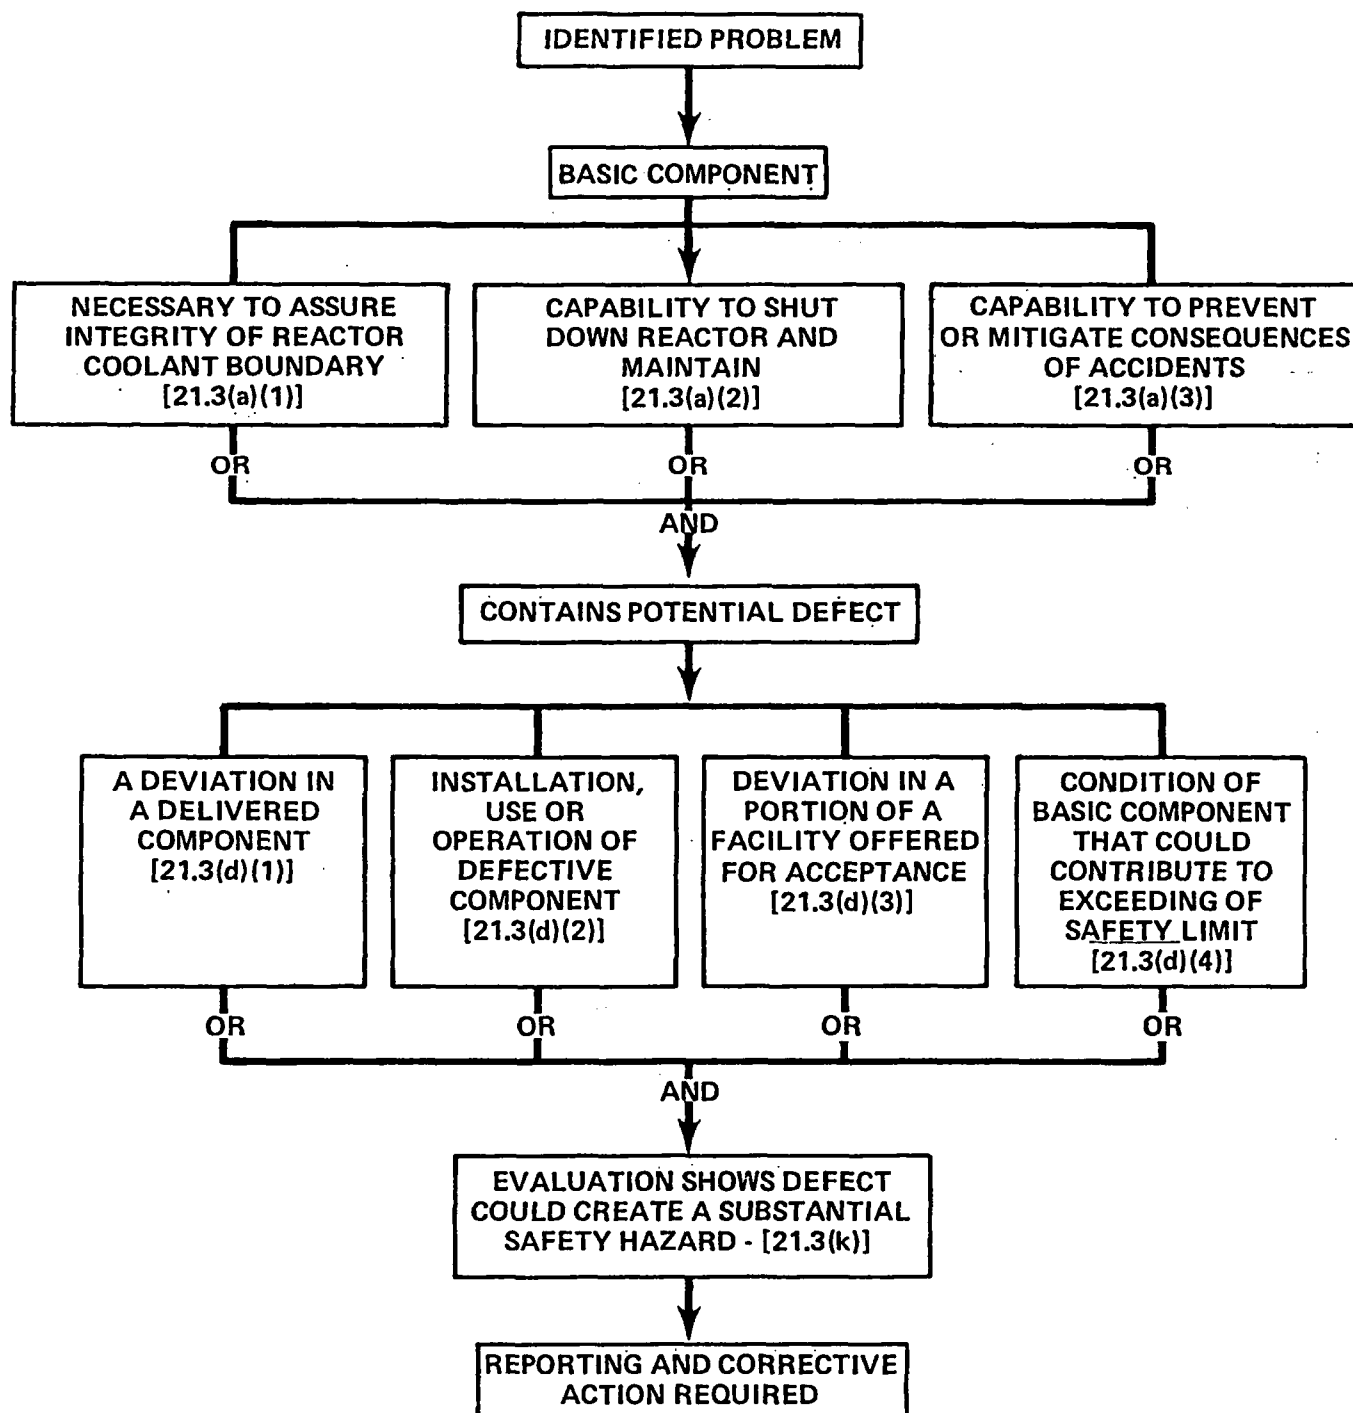 IDENTIFIED PROBLEM
BASIC COMPONENT
NECESSARY TO ASSURE
INTEGRITY OF REACTOR
COOLANT BOUNDARY
[21.3(a)(1)]
CAPABILITY TO SHUT
DOWN REACTOR AND
MAINTAIN
[21.3(a)(2)]
CAPABILITY TO PREVENT
OR MITIGATE CONSEQUENCES
OF ACCIDENTS
[21.3(a)(3)]
OR
OR
OR
AND
CONTAINS POTENTIAL DEFECT
A DEVIATION IN
A DELIVERED
COMPONENT
[21.3(d)(1)]
INSTALLATION,
USE OR
OPERATION OF
DEFECTIVE
COMPONENT
[21.3(d)(2)]
DEVIATION IN A
PORTION OF A
FACILITY OFFERED
FOR ACCEPTANCE
[21.3(d)(3)]
CONDITION OF
BASIC COMPONENT
THAT COULD
CONTRIBUTE TO
EXCEEDING OF
SAFETY LIMIT
[21.3(d)(4)]
OR
OR
OR
OR
AND
EVALUATION SHOWS DEFECT
COULD CREATE A SUBSTANTIAL
SAFETY HAZARD - [21.3(k)]
REPORTING AND CORRECTIVE
ACTION REQUIRED